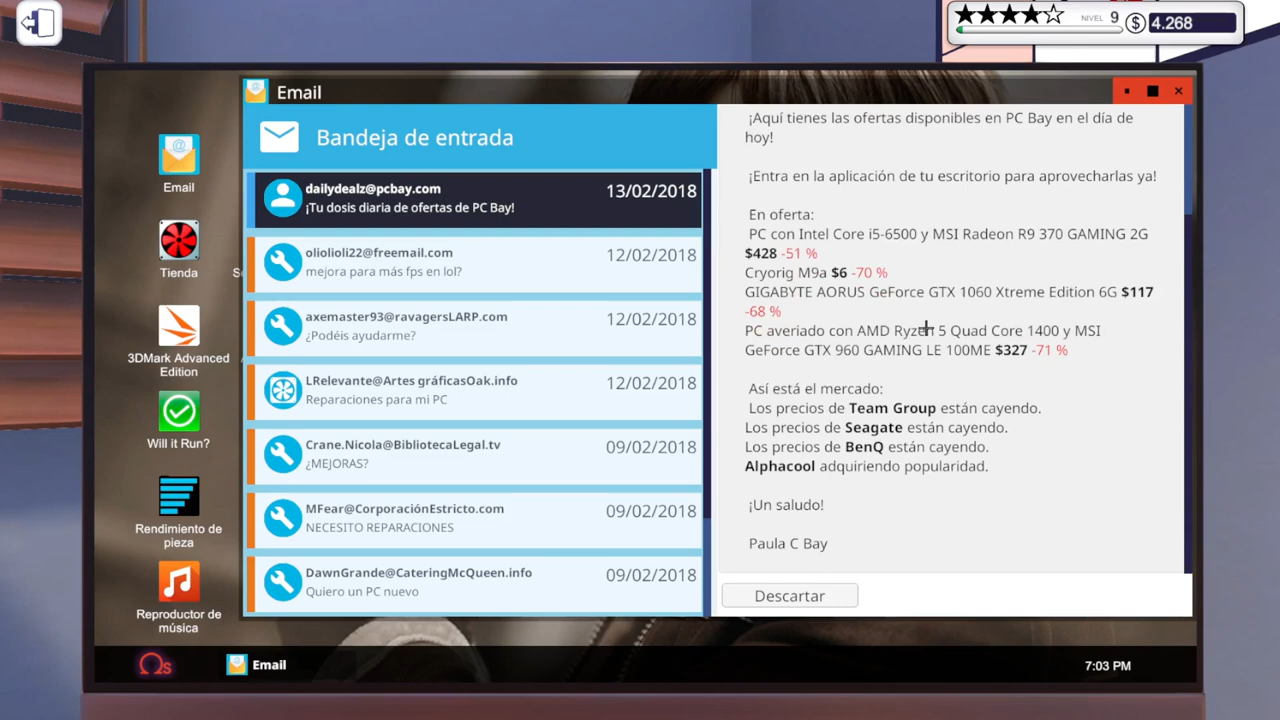 NIVEL 9
$ 4.268
Email
Email
Tienda
S
3DMark Advanced
Edition
A
Will it Run?
Rendimiento de
pieza
Reproductor de
música
Bandeja de entrada
dailydealz@pcbay.com 13/02/2018
¡Tu dosis diaria de ofertas de PC Bay!
oliolioli22@freemail.com 12/02/2018
mejora para más fps en lol?
axemaster93@ravagersLARP.com 12/02/2018
¿Podéis ayudarme?
LRelevante@Artes gráficasOak.info 12/02/2018
Reparaciones para mi PC
Crane.Nicola@BibliotecaLegal.tv 09/02/2018
¿MEJORAS?
MFear@CorporaciónEstricto.com 09/02/2018
NECESITO REPARACIONES
DawnGrande@CateringMcQueen.info 09/02/2018
Quiero un PC nuevo
¡Aquí tienes las ofertas disponibles en PC Bay en el día de
hoy!
¡Entra en la aplicación de tu escritorio para aprovecharlas ya!
En oferta:
PC con Intel Core i5-6500 y MSI Radeon R9 370 GAMING 2G
$428 -51 %
Cryorig M9a $6 -70 %
GIGABYTE AORUS GeForce GTX 1060 Xtreme Edition 6G $117
-68 %
PC averiado con AMD Ryzen 5 Quad Core 1400 y MSI
GeForce GTX 960 GAMING LE 100ME $327 -71 %
Así está el mercado:
Los precios de Team Group están cayendo.
Los precios de Seagate están cayendo.
Los precios de BenQ están cayendo.
Alphacool adquiriendo popularidad.
¡Un saludo!
Paula C Bay
Descartar
Ωs
Email
7:03 PM